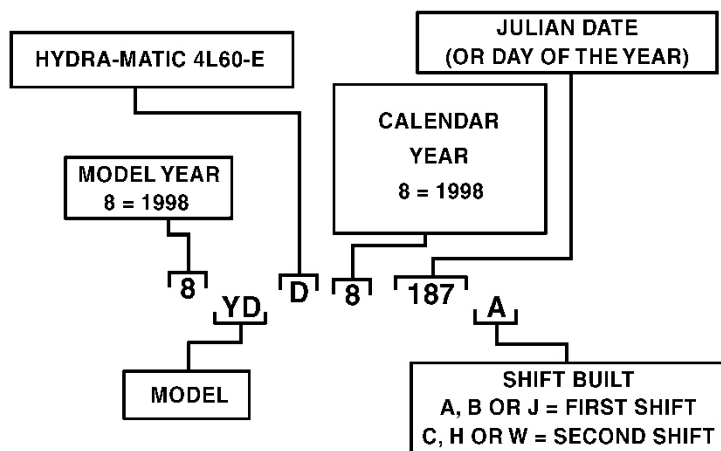 JULIAN DATE
(OR DAY OF THE YEAR)
HYDRA-MATIC 4L60-E
CALENDAR
YEAR
8 = 1998
MODEL YEAR
8 = 1998
8
YD
D
8
187
A
MODEL
SHIFT BUILT
A, B OR J = FIRST SHIFT
C, H OR W = SECOND SHIFT